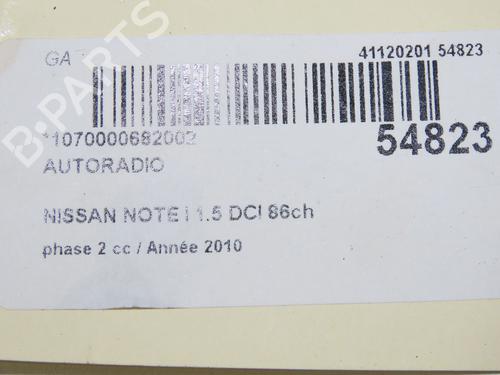 GA
41120201 54823
*1070000682002
54823
AUTORADIO
NISSAN NOTE I 1.5 DCI 86ch
phase 2 cc / Année 2010
B-PARTS